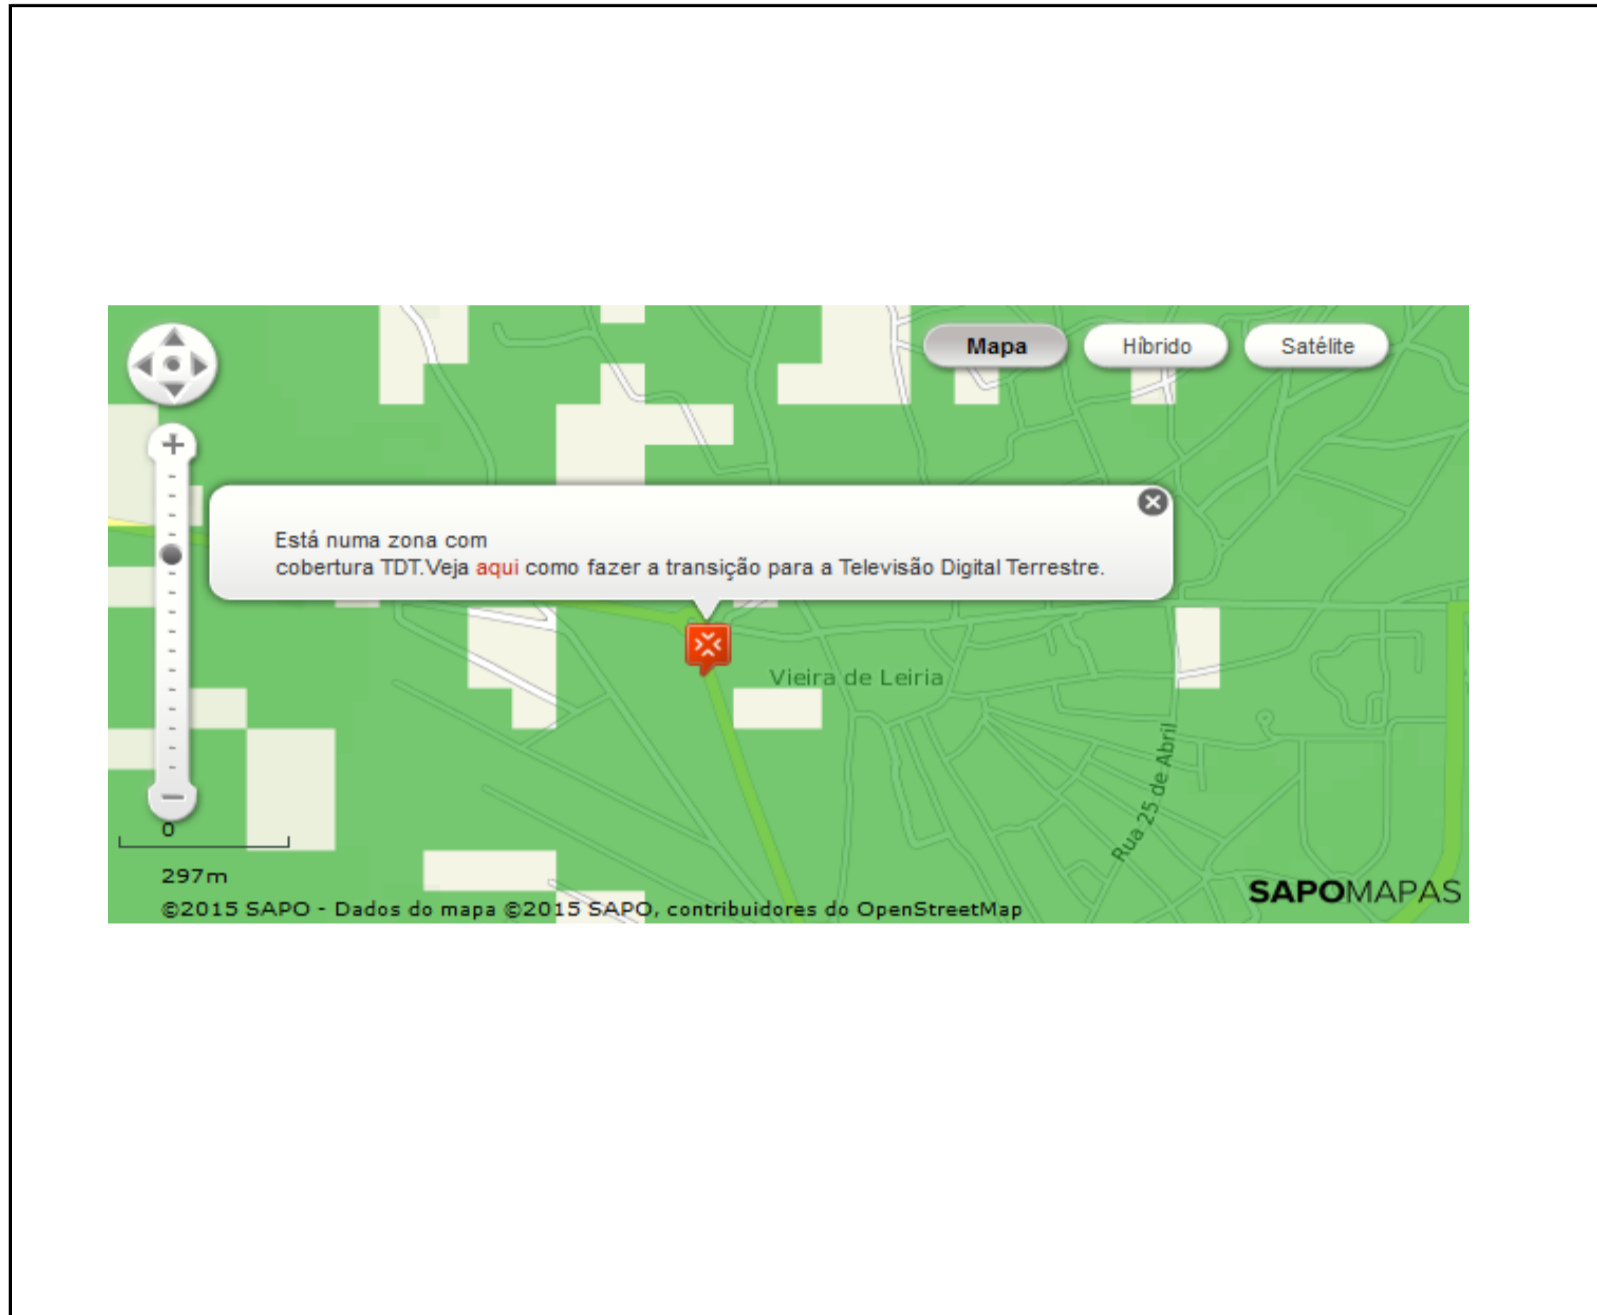 Mapa
Híbrido
Satélite
Está numa zona com
cobertura TDT.Veja aqui como fazer a transição para a Televisão Digital Terrestre.
Vieira de Leiria
Rua 25 de Abril
0
297m
©2015 SAPO - Dados do mapa ©2015 SAPO, contribuidores do OpenStreetMap
SAPOMAPAS